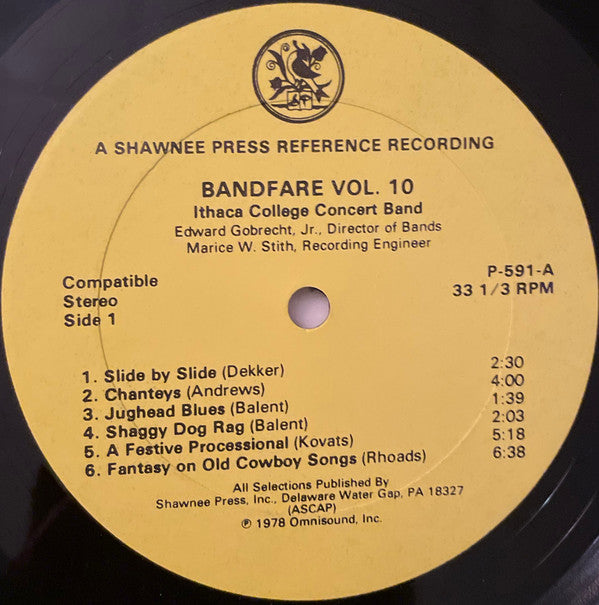 A SHAWNEE PRESS REFERENCE RECORDING
BANDFARE VOL. 10
Ithaca College Concert Band
Edward Gobrecht, Jr., Director of Bands
Marice W. Stith, Recording Engineer
Compatible
Stereo
Side 1
P-591-A
33 1/3 RPM
1. Slide by Slide (Dekker) 2:30
2. Chanteys (Andrews) 4:00
3. Jughead Blues (Balent) 1:39
4. Shaggy Dog Rag (Balent) 2:03
5. A Festive Processional (Kovats) 5:18
6. Fantasy on Old Cowboy Songs (Rhoads) 6:38
All Selections Published By
Shawnee Press, Inc., Delaware Water Gap, PA 18327
(ASCAP)
℗ 1978 Omnisound, Inc.